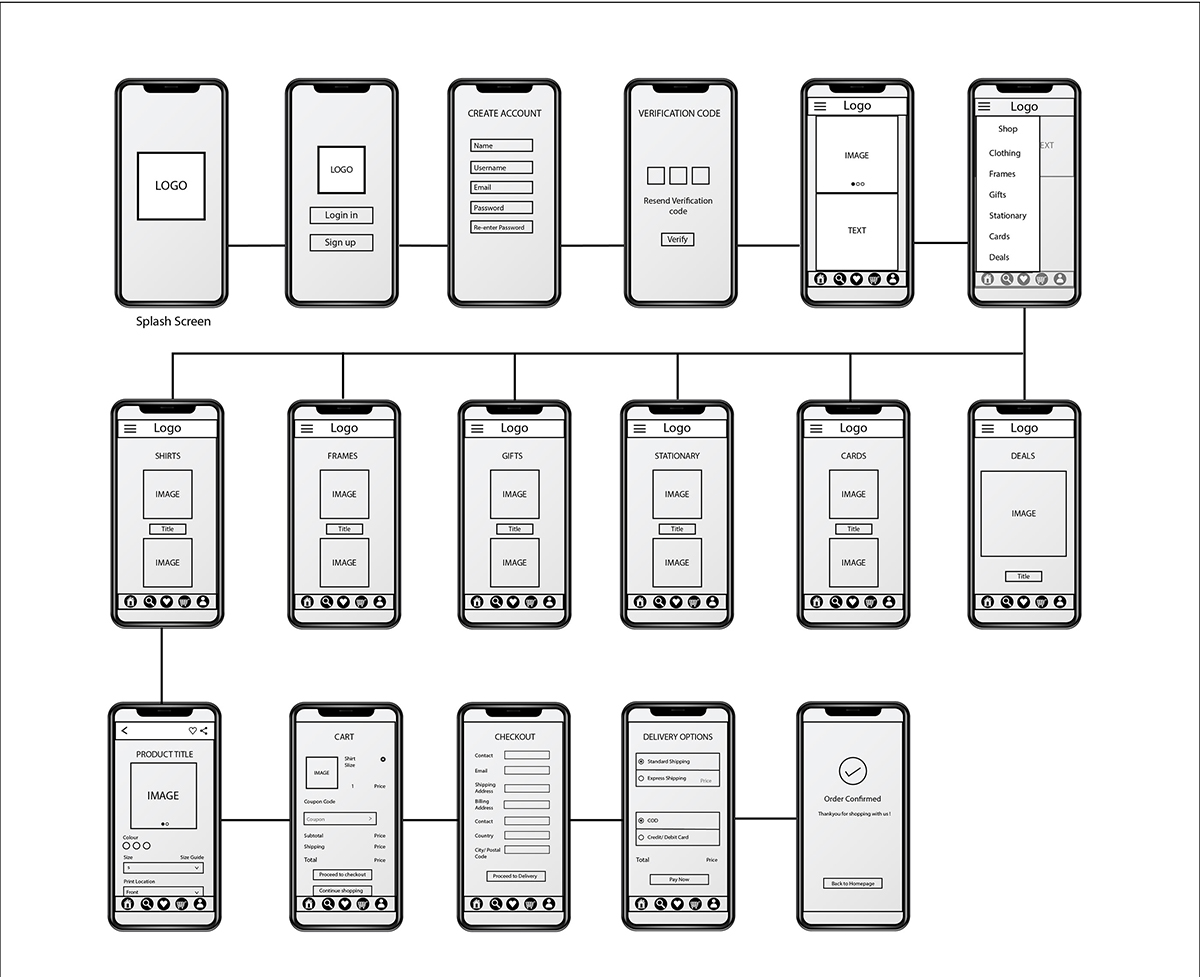 LOGO
Splash Screen
LOGO
Login in
Sign up
CREATE ACCOUNT
Name
Username
Email
Password
Re-enter Password
VERIFICATION CODE
Resend Verification
code
Verify
Logo
IMAGE
TEXT
Logo
Shop
Clothing
Frames
Gifts
Stationary
Cards
Deals
EXT
Logo
SHIRTS
IMAGE
Title
IMAGE
Logo
FRAMES
IMAGE
Title
IMAGE
Logo
GIFTS
IMAGE
Title
IMAGE
Logo
STATIONARY
IMAGE
Title
IMAGE
Logo
CARDS
IMAGE
Title
IMAGE
Logo
DEALS
IMAGE
Title
PRODUCT TITLE
IMAGE
Colour
Size Size Guide
s
Print Location
Front
CART
IMAGE
Shirt
Size
1 Price
Coupon Code
Coupon
Subtotal Price
Shipping Price
Total Price
Proceed to checkout
Continue shopping
CHECKOUT
Contact
Email
Shipping
Address
Billing
Address
Contact
Country
City/ Postal
Code
Proceed to Delivery
DELIVERY OPTIONS
Standard Shipping
Express Shipping Price
COD
Credit/ Debit Card
Total Price
Pay Now
Order Confirmed
Thankyou for shopping with us !
Back to Homepage